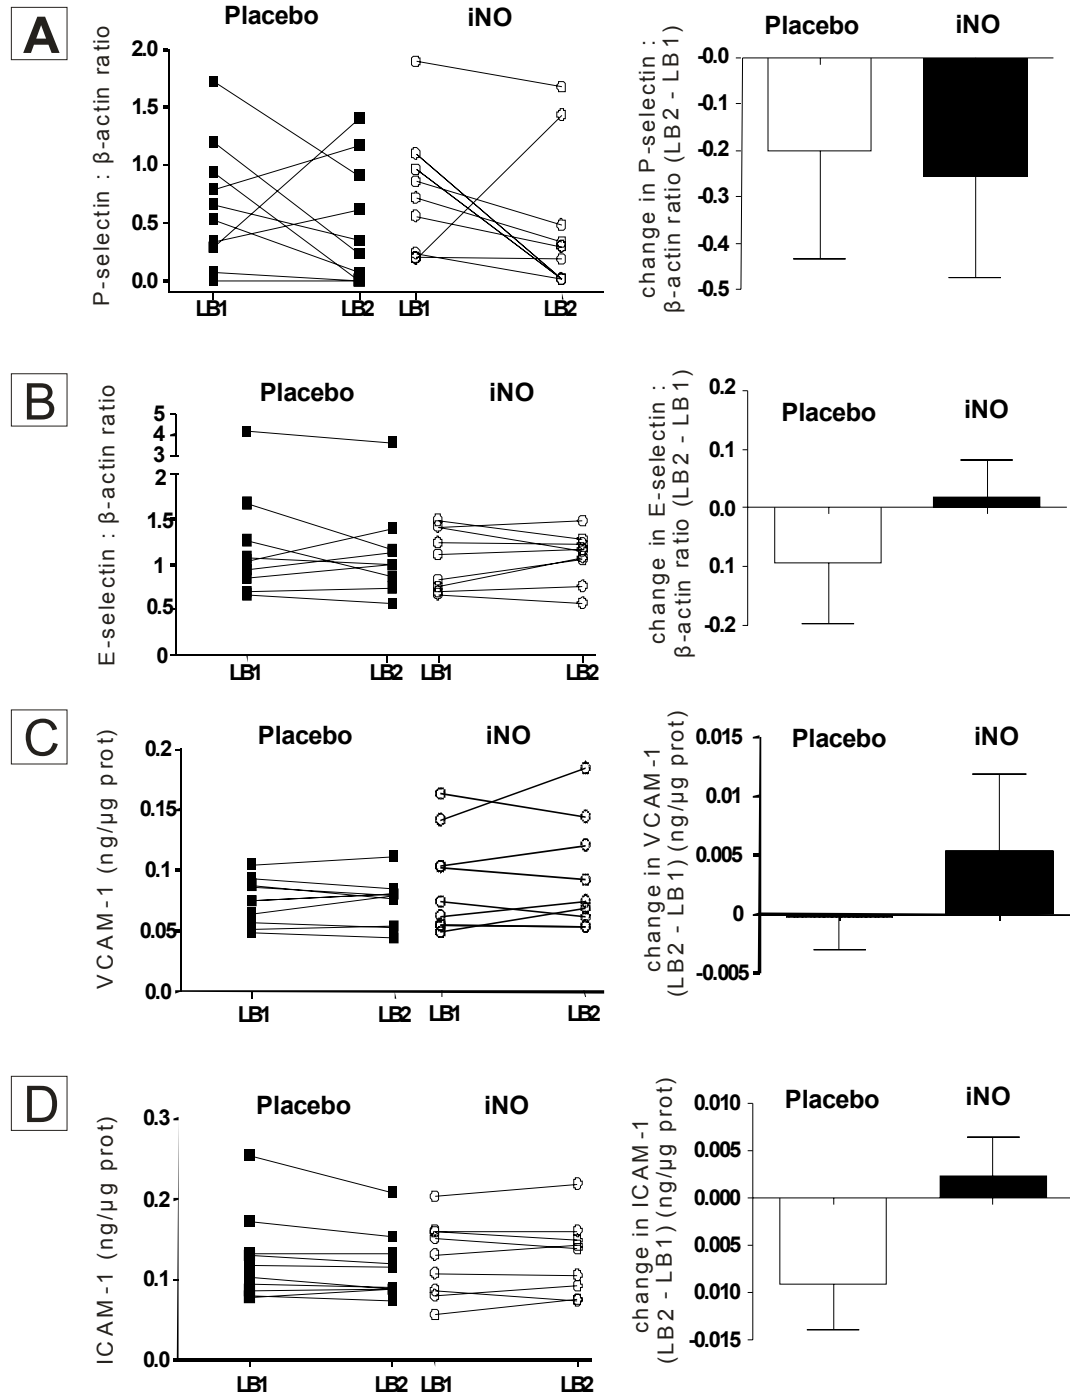 A
Placebo
iNO
P-selectin : β-actin ratio
2.0
1.5
1.0
0.5
0.0
LB1
LB2
LB1
LB2
Placebo
iNO
change in P-selectin :
β-actin ratio (LB2 - LB1)
-0.0
-0.1
-0.2
-0.3
-0.4
-0.5
B
Placebo
iNO
E-selectin : β-actin ratio
5
4
3
2
1.5
1
0.5
0
LB1
LB2
LB1
LB2
Placebo
iNO
change in E-selectin :
β-actin ratio (LB2 - LB1)
0.2
0.1
0.0
0.1
-0.2
C
Placebo
iNO
VCAM-1 (ng/µg prot)
0.2
0.15
0.1
0.05
0.0
LB1
LB2
LB1
LB2
Placebo
iNO
change in VCAM-1
(LB2 - LB1) (ng/µg prot)
0.015
0.01
0.005
0
-0.005
D
Placebo
iNO
ICAM-1 (ng/µg prot)
0.3
0.2
0.1
0.0
LB1
LB2
LB1
LB2
Placebo
iNO
change in ICAM-1
(LB2 - LB1) (ng/µg prot)
0.010
0.005
0.000
0.005
0.010
-0.015